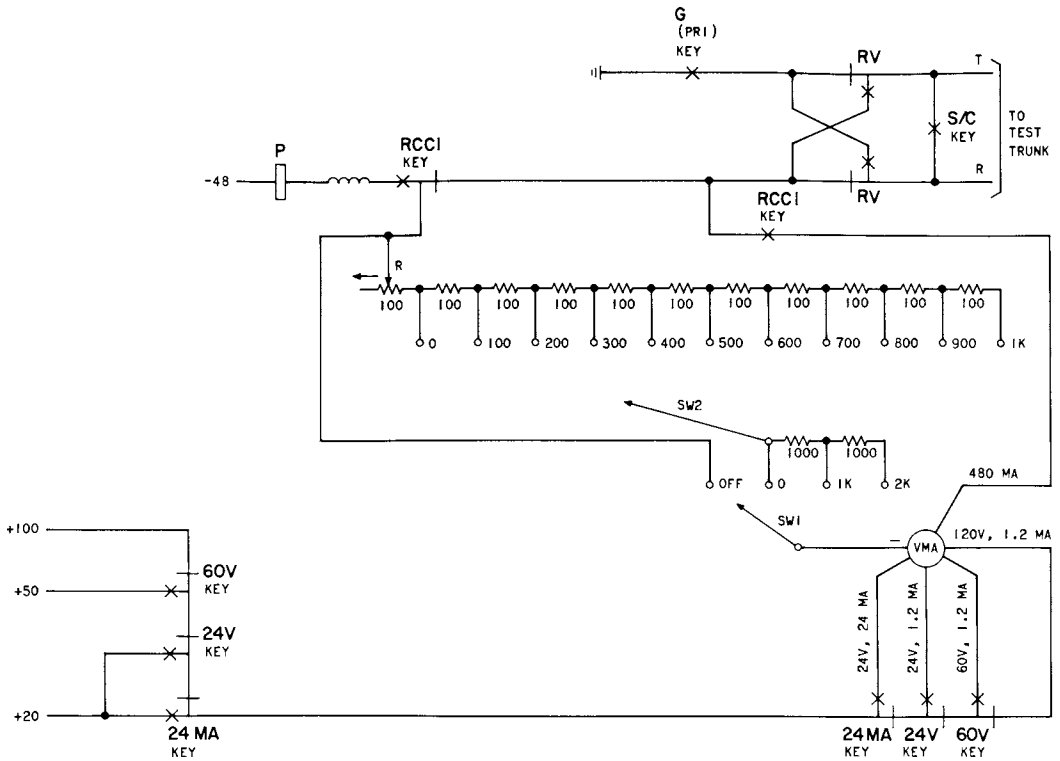 G
(PRI)
KEY
RV
T
S/C
KEY
TO
TEST
TRUNK
P
RCCI
KEY
-48
R
RV
RCCI
KEY
R
100 100 100 100 100 100 100 100 100 100 100
0 100 200 300 400 500 600 700 800 900 1K
SW2
1000 1000
OFF 0 1K 2K
480 MA
SW1
–
VMA
120V, 1.2 MA
+100
60V
KEY
+50
24V
KEY
24V, 24 MA
24V, 1.2 MA
60V, 1.2 MA
+20
24 MA
KEY
24 MA
KEY
24V
KEY
60V
KEY